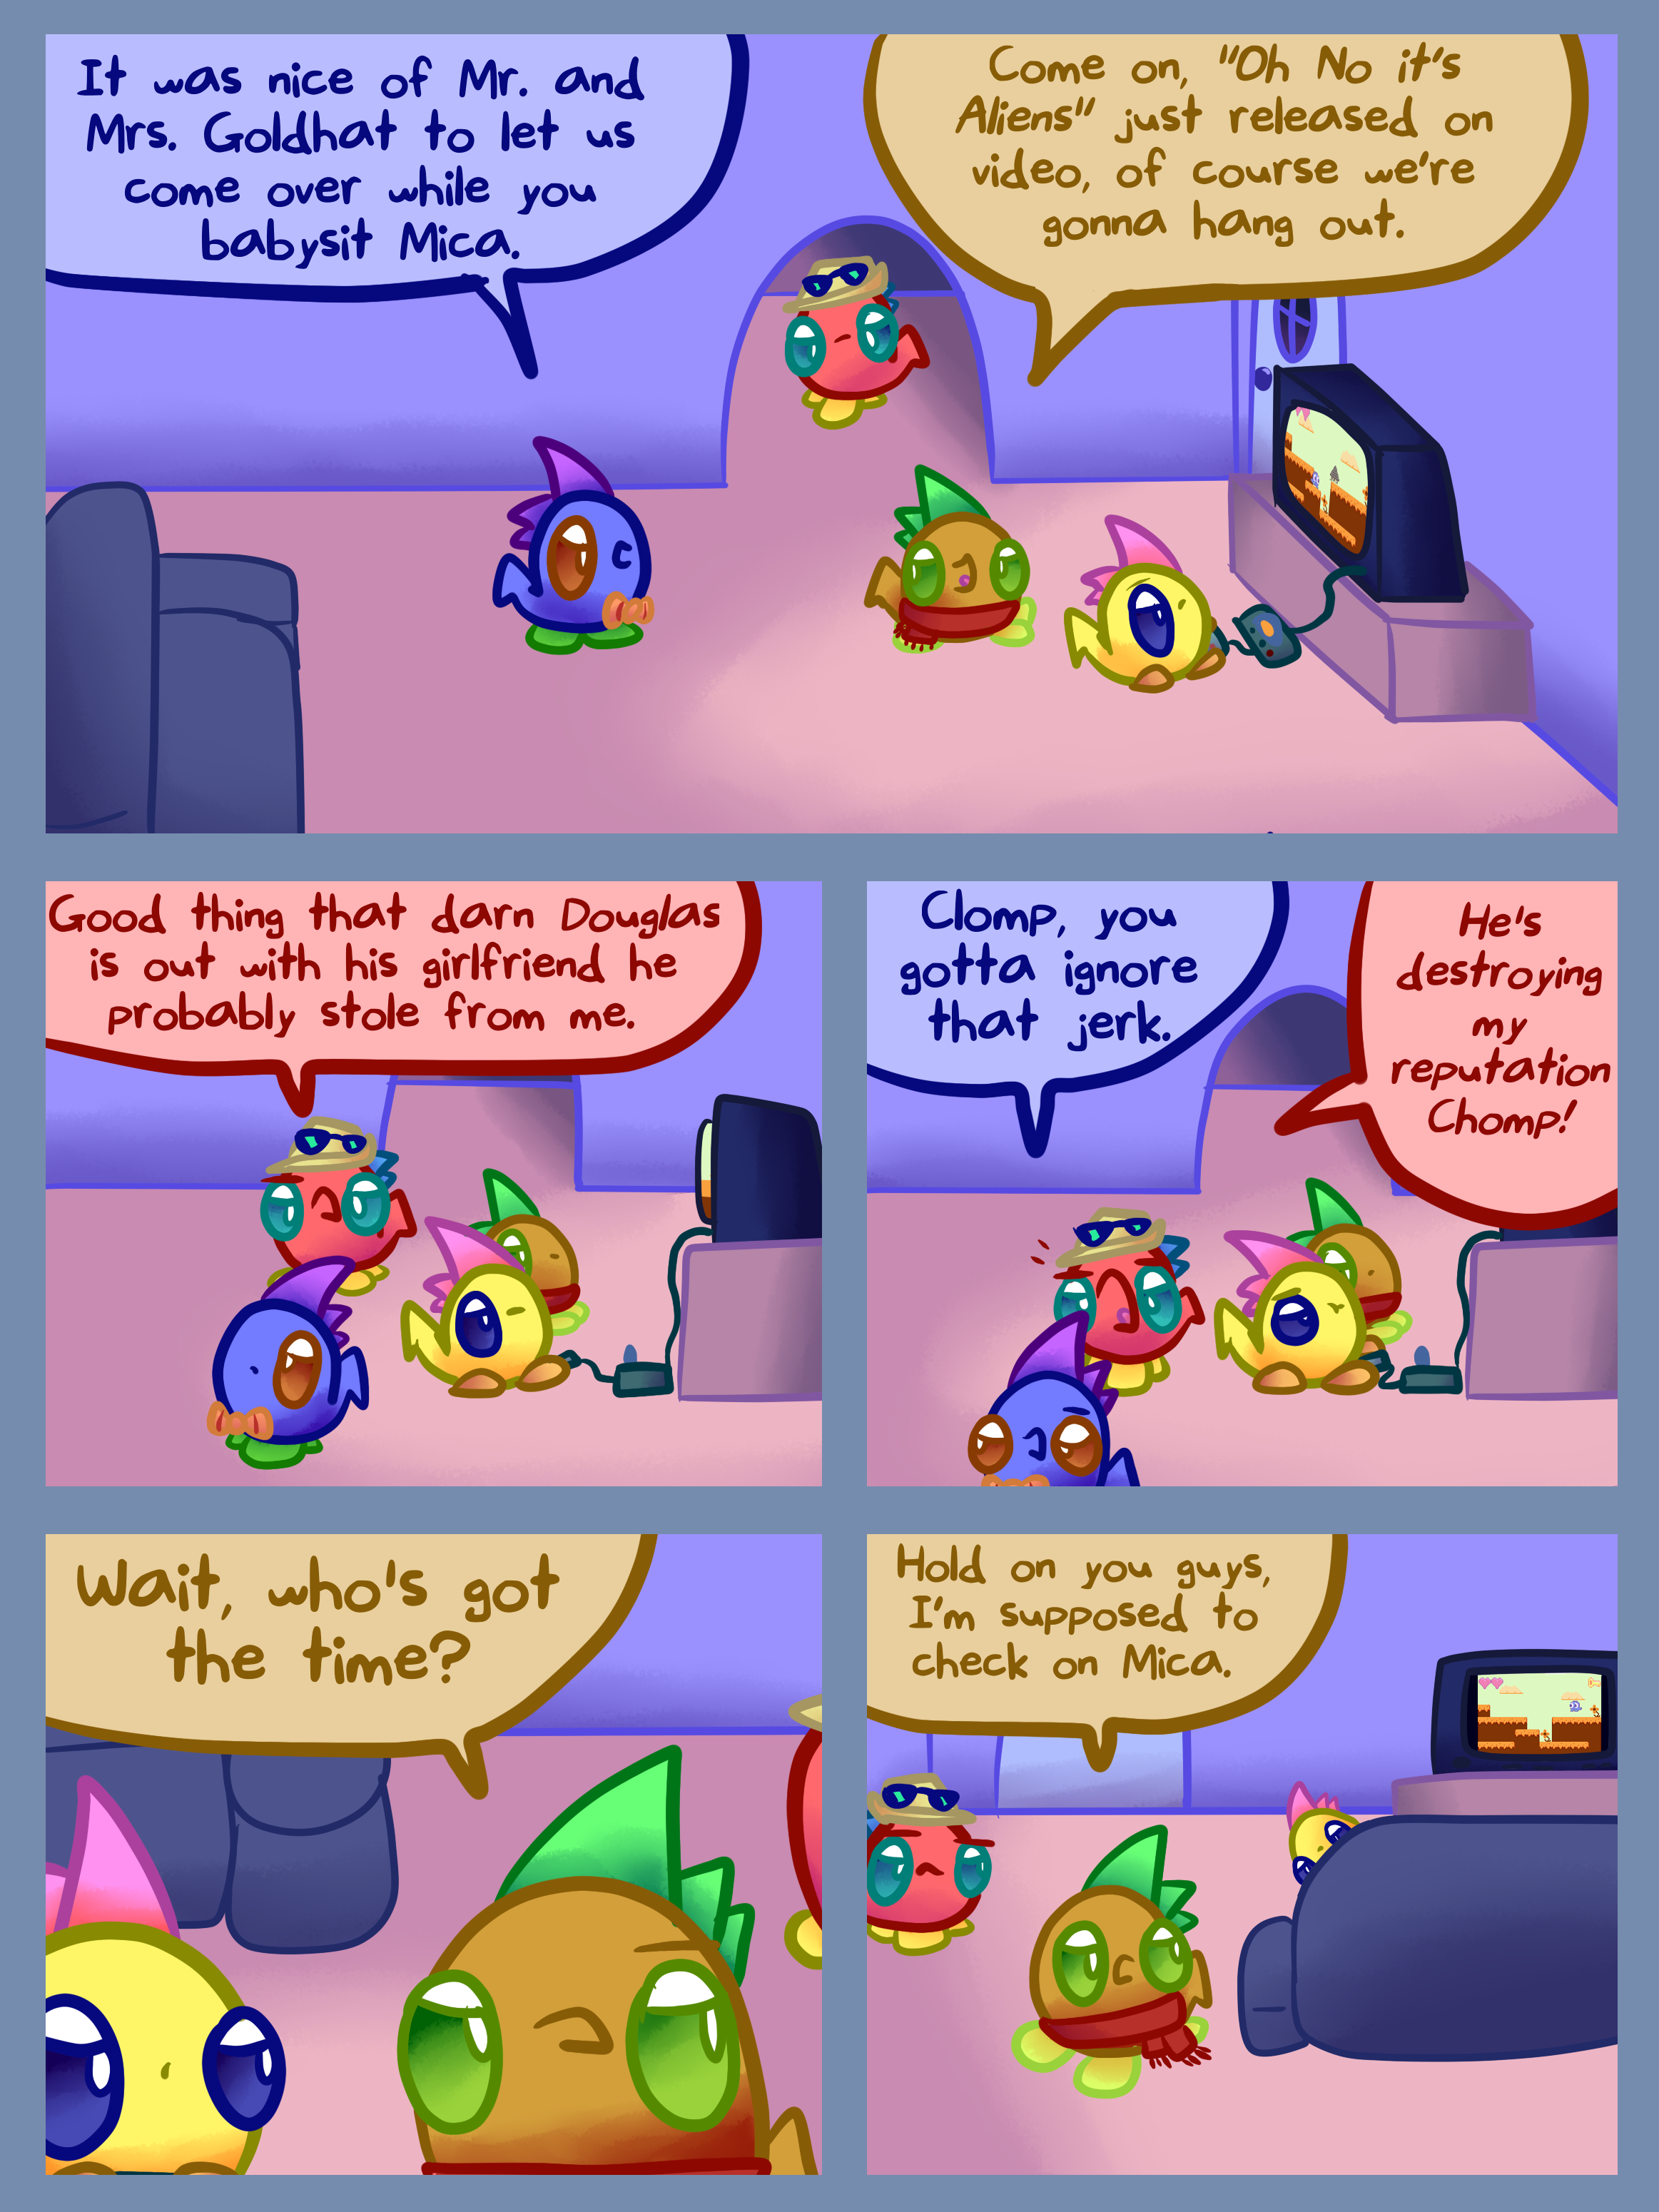 It was nice of Mr. and
Mrs. Goldhat to let us
come over while you
babysit Mica.
Come on, "Oh No it's
Aliens" just released on
video, of course we're
gonna hang out.
Good thing that darn Douglas
is out with his girlfriend he
probably stole from me.
Clomp, you
gotta ignore
that jerk.
He's
destroying
my
reputation
Chomp!
Wait, who's got
the time?
Hold on you guys,
I'm supposed to
check on Mica.